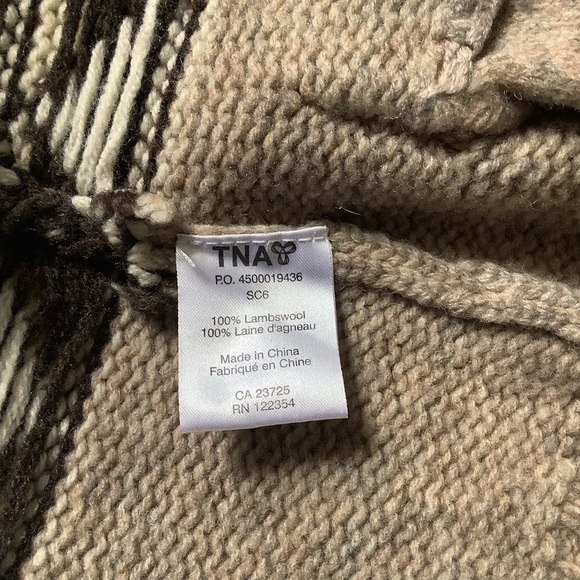 TNA
P.O. 4500019436
SC6
100% Lambswool
100% Laine d'agneau
Made in China
Fabriqué en Chine
CA 23725
RN 122354